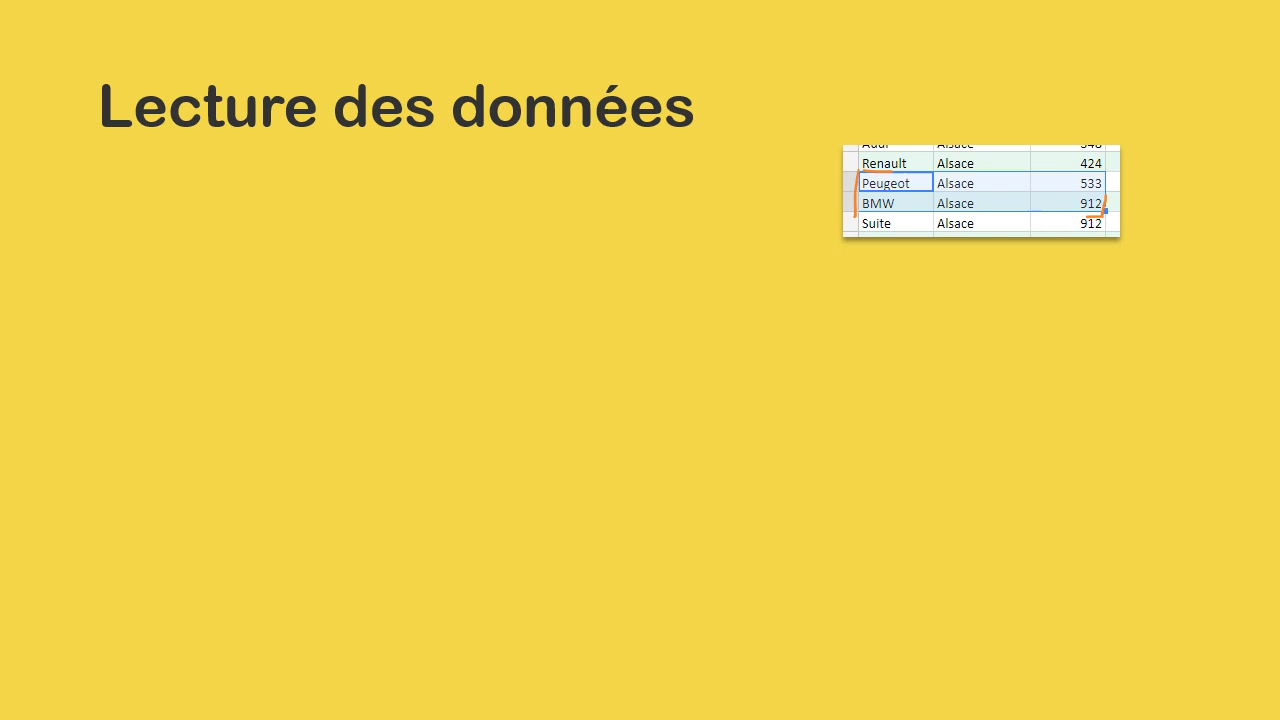 Lecture des données
Renault Alsace 424
Peugeot Alsace 533
BMW Alsace 912
Suite Alsace 912